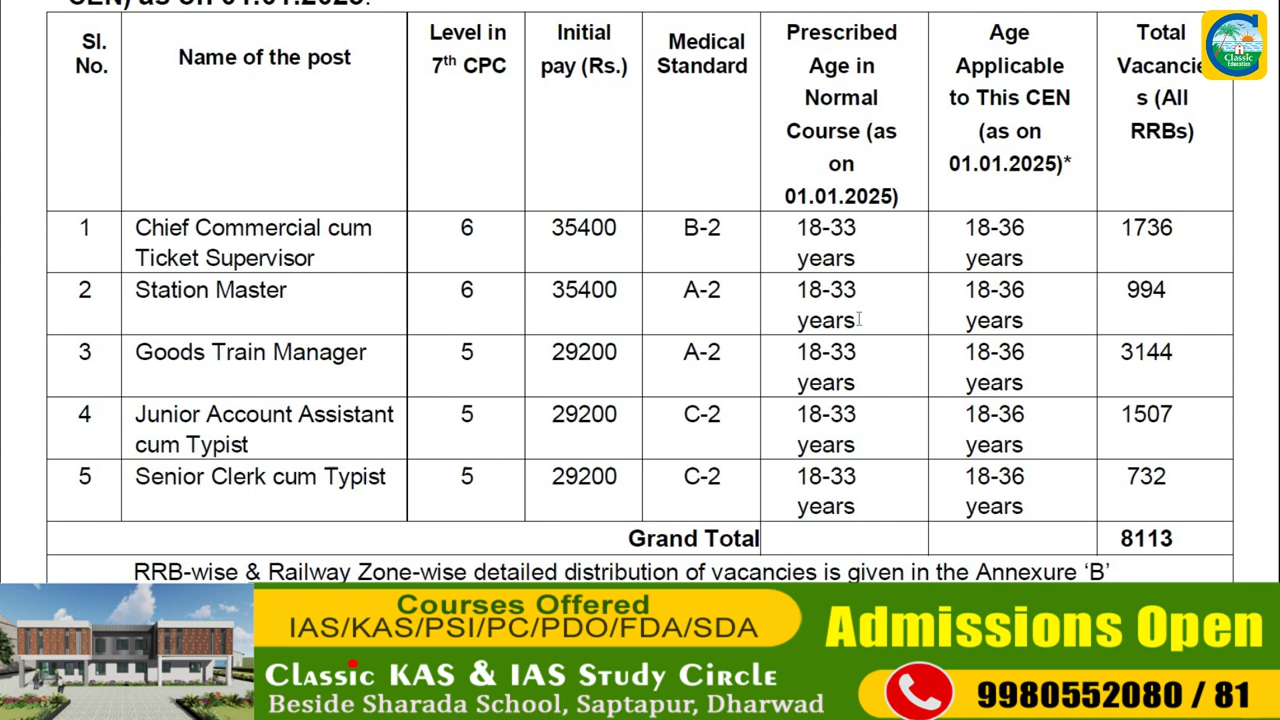 CEN) as on 01.01.2025.
Sl. No. | Name of the post | Level in 7th CPC | Initial pay (Rs.) | Medical Standard | Prescribed Age in Normal Course (as on 01.01.2025) | Age Applicable to This CEN (as on 01.01.2025)* | Total Vacancies (All RRBs)
1 | Chief Commercial cum Ticket Supervisor | 6 | 35400 | B-2 | 18-33 years | 18-36 years | 1736
2 | Station Master | 6 | 35400 | A-2 | 18-33 years | 18-36 years | 994
3 | Goods Train Manager | 5 | 29200 | A-2 | 18-33 years | 18-36 years | 3144
4 | Junior Account Assistant cum Typist | 5 | 29200 | C-2 | 18-33 years | 18-36 years | 1507
5 | Senior Clerk cum Typist | 5 | 29200 | C-2 | 18-33 years | 18-36 years | 732
Grand Total | 8113
RRB-wise & Railway Zone-wise detailed distribution of vacancies is given in the Annexure ‘B’
Classic
Education
Courses Offered
IAS/KAS/PSI/PC/PDO/FDA/SDA
Classic KAS & IAS Study Circle
Beside Sharada School, Saptapur, Dharwad
Admissions Open
9980552080 / 81